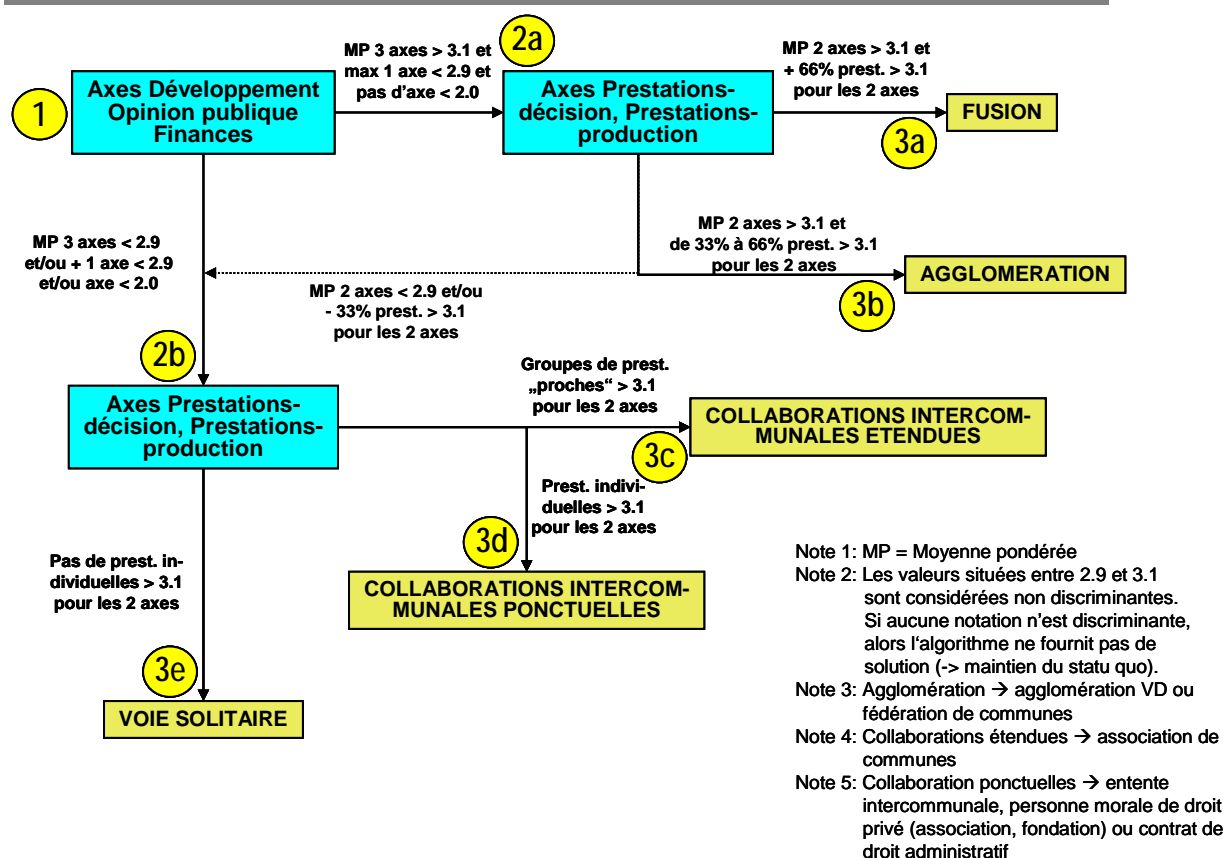 2a
MP 3 axes > 3.1 et
max 1 axe < 2.9 et
pas d'axe < 2.0
MP 2 axes > 3.1 et
+ 66% prest. > 3.1
pour les 2 axes
1
Axes Développement
Opinion publique
Finances
Axes Prestations-
décision, Prestations-
production
FUSION
3a
MP 3 axes < 2.9
et/ou + 1 axe < 2.9
et/ou axe < 2.0
MP 2 axes > 3.1 et
de 33% à 66% prest. > 3.1
pour les 2 axes
AGGLOMERATION
3b
MP 2 axes < 2.9 et/ou
- 33% prest. > 3.1
pour les 2 axes
2b
Groupes de prest.
„proches“ > 3.1
pour les 2 axes
Axes Prestations-
décision, Prestations-
production
COLLABORATIONS INTERCOM-
MUNALES ETENDUES
3c
Prest. indivi-
duelles > 3.1
pour les 2 axes
3d
COLLABORATIONS INTERCOM-
MUNALES PONCTUELLES
Pas de prest. in-
dividuelles > 3.1
pour les 2 axes
3e
VOIE SOLITAIRE
Note 1: MP = Moyenne pondérée
Note 2: Les valeurs situées entre 2.9 et 3.1
sont considérées non discriminantes.
Si aucune notation n'est discriminante,
alors l'algorithme ne fournit pas de
solution (-> maintien du statu quo).
Note 3: Agglomération → agglomération VD ou
fédération de communes
Note 4: Collaborations étendues → association de
communes
Note 5: Collaboration ponctuelles → entente
intercommunale, personne morale de droit
privé (association, fondation) ou contrat de
droit administratif